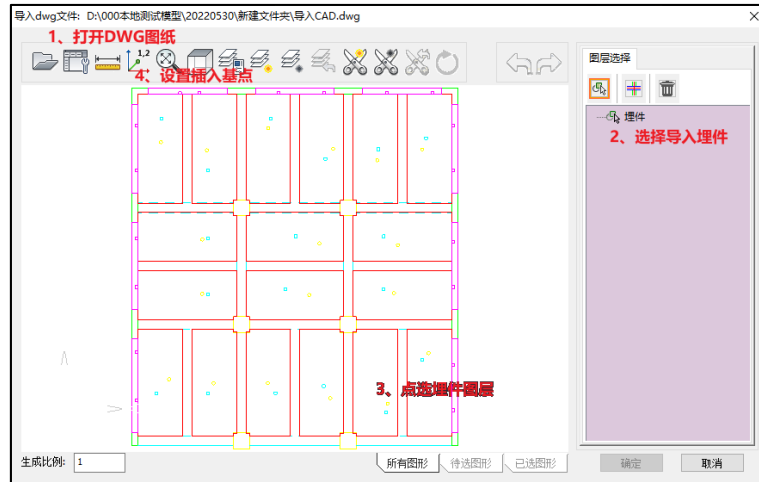 导入dwg文件: D:\000本地测试模型\20220530\新建文件夹\导入CAD.dwg
1、打开DWG图纸
1,2
4、设置插入基点
图层选择
埋件
2、选择导入埋件
3、点选埋件图层
生成比例: 1
所有图形 待选图形 已选图形 确定 取消